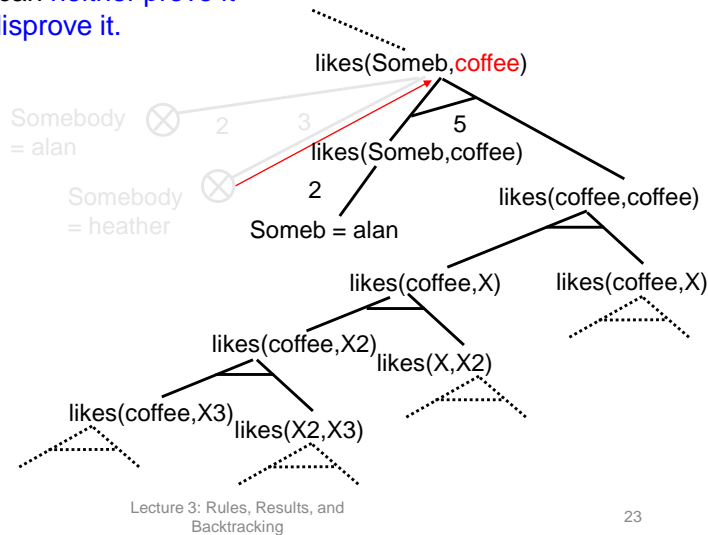 can neither prove it
disprove it.
likes(Someb,coffee)
Somebody
= alan
2
3
5
likes(Someb,coffee)
Somebody
= heather
2
likes(coffee,coffee)
Someb = alan
likes(coffee,X)
likes(coffee,X)
likes(coffee,X2)
likes(X,X2)
likes(coffee,X3)
likes(X2,X3)
Lecture 3: Rules, Results, and
Backtracking
23